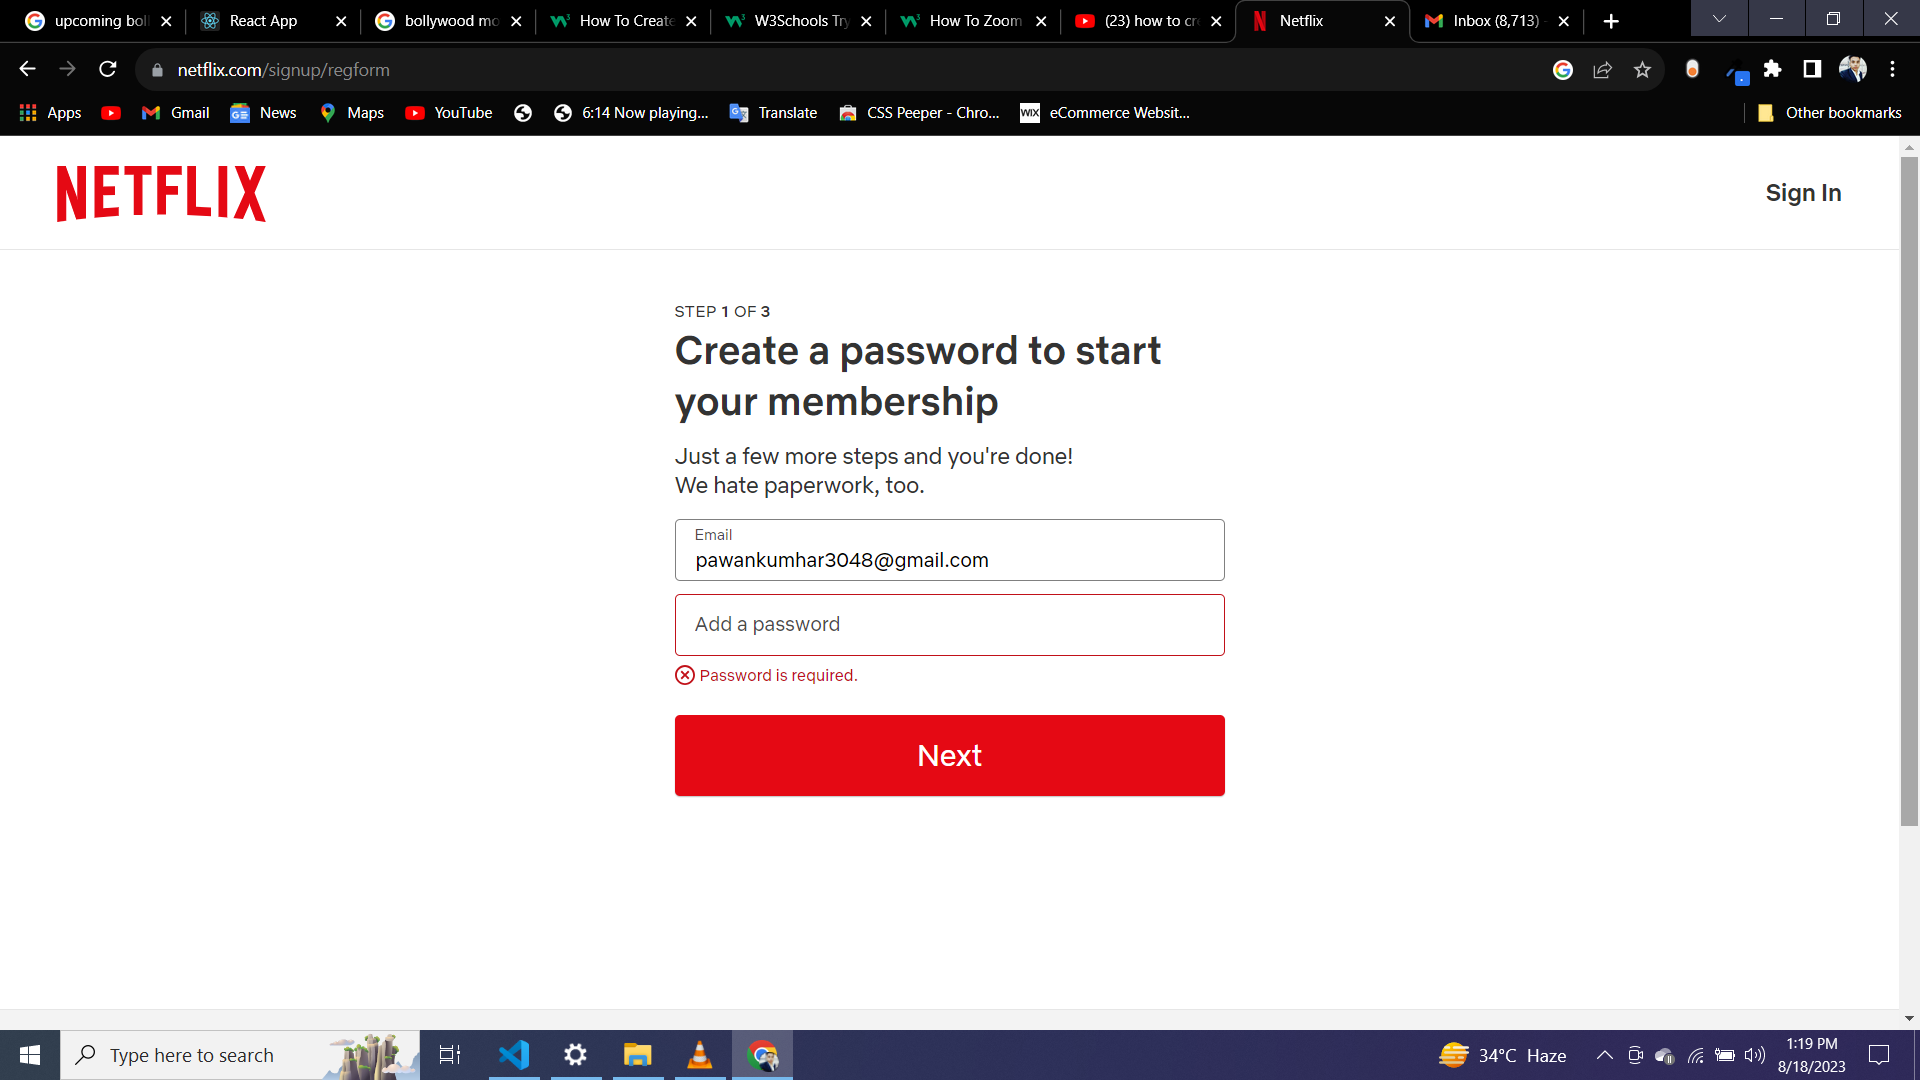 upcoming boll
React App
bollywood mo
How To Create
W3Schools Try
How To Zoom
(23) how to cr
Netflix
Inbox (8,713)
netflix.com/signup/regform
Apps
Gmail
News
Maps
YouTube
6:14 Now playing...
Translate
CSS Peeper - Chro...
WIX
eCommerce Websit...
Other bookmarks
NETFLIX
Sign In
STEP 1 OF 3
Create a password to start
your membership
Just a few more steps and you're done!
We hate paperwork, too.
Email
pawankumhar3048@gmail.com
Add a password
Password is required.
Next
Type here to search
34°C Haze
1:19 PM
8/18/2023